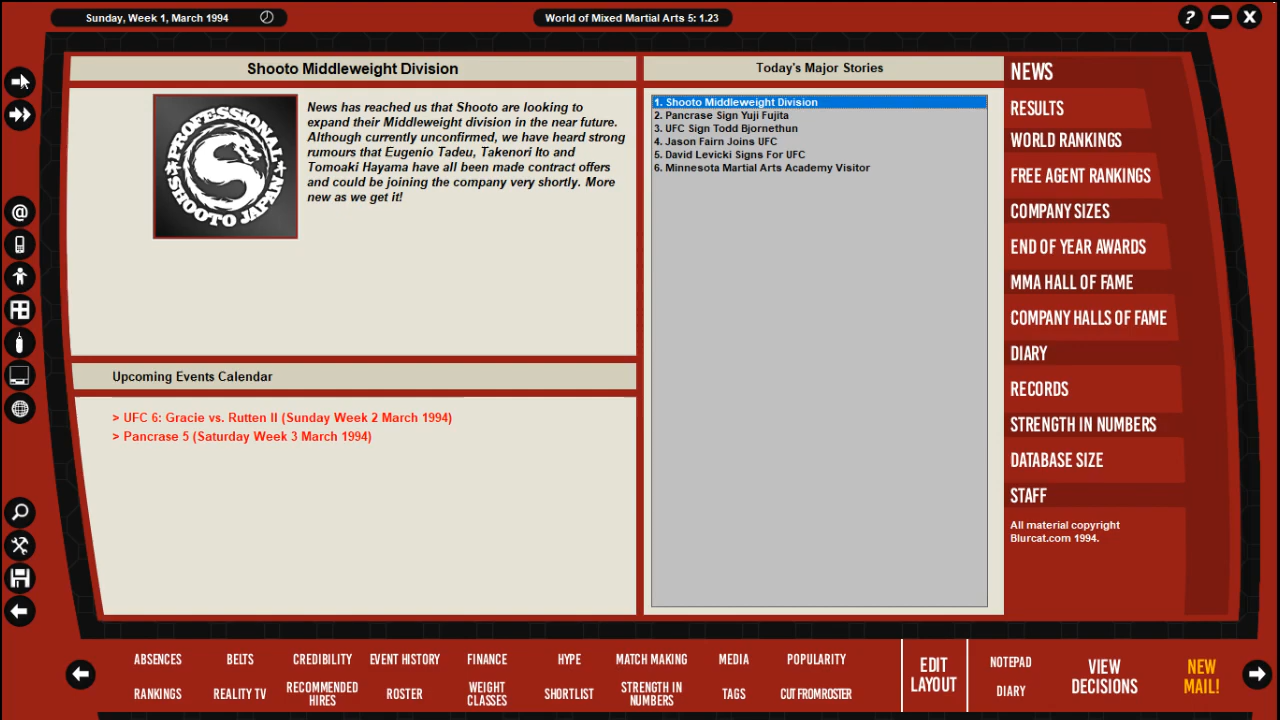 Sunday, Week 1, March 1994
World of Mixed Martial Arts 5: 1.23
? X
Shooto Middleweight Division
PROFESSIONAL
SHOOTO JAPAN
News has reached us that Shooto are looking to
expand their Middleweight division in the near future.
Although currently unconfirmed, we have heard strong
rumours that Eugenio Tadeu, Takenori Ito and
Tomoaki Hayama have all been made contract offers
and could be joining the company very shortly. More
new as we get it!
Upcoming Events Calendar
> UFC 6: Gracie vs. Rutten II (Sunday Week 2 March 1994)
> Pancrase 5 (Saturday Week 3 March 1994)
Today's Major Stories
1. Shooto Middleweight Division
2. Pancrase Sign Yuji Fujita
3. UFC Sign Todd Bjornethun
4. Jason Fairn Joins UFC
5. David Levicki Signs For UFC
6. Minnesota Martial Arts Academy Visitor
NEWS
RESULTS
WORLD RANKINGS
FREE AGENT RANKINGS
COMPANY SIZES
END OF YEAR AWARDS
MMA HALL OF FAME
COMPANY HALLS OF FAME
DIARY
RECORDS
STRENGTH IN NUMBERS
DATABASE SIZE
STAFF
All material copyright
Blurcat.com 1994.
@
ABSENCES BELTS CREDIBILITY EVENT HISTORY FINANCE HYPE MATCH MAKING MEDIA POPULARITY
RANKINGS REALITY TV RECOMMENDED HIRES ROSTER WEIGHT CLASSES SHORTLIST STRENGTH IN NUMBERS TAGS CUT FROM ROSTER
EDIT
LAYOUT
NOTEPAD
DIARY
VIEW
DECISIONS
NEW
MAIL!